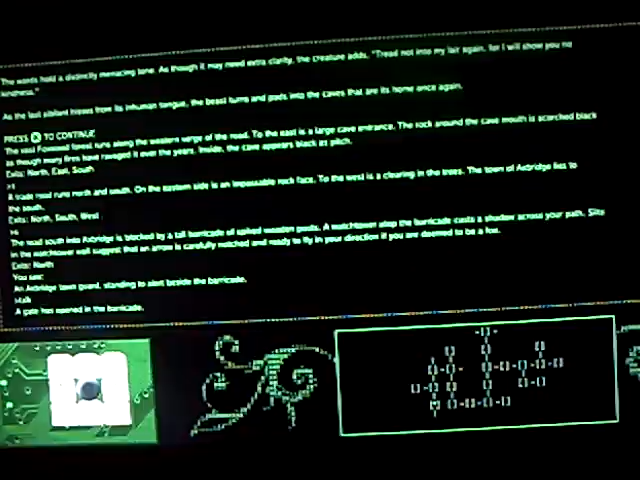 The words hold a distinctly menacing tone. As though it may need extra clarity, the creature adds, "Tread not into my lair again, for I will show you no
kindness."
As the last sibilant hisses from its inhuman tongue, the beast turns and pads into the caves that are its home once again.
PRESS TO CONTINUE
The vast Foxwood forest runs along the western verge of the road. To the east is a large cave entrance. The rock around the cave mouth is scorched black
as though many fires have ravaged it over the years. Inside, the cave appears black as pitch.
Exits: North, East, South
A trade road runs north and south. On the eastern side is an impassable rock face. To the west is a clearing in the trees. The town of Axbridge lies to
the south.
Exits: North, South, West
The road south into Axbridge is blocked by a tall barricade of spiked wooden posts. A watchtower atop the barricade casts a shadow across your path. Slits
in the watchtower wall suggest that an arrow is carefully notched and ready to fly in your direction if you are deemed to be a foe.
Exits: North
You see:
An Axbridge town guard, standing to alert beside the barricade.
A gate has opened in the barricade.